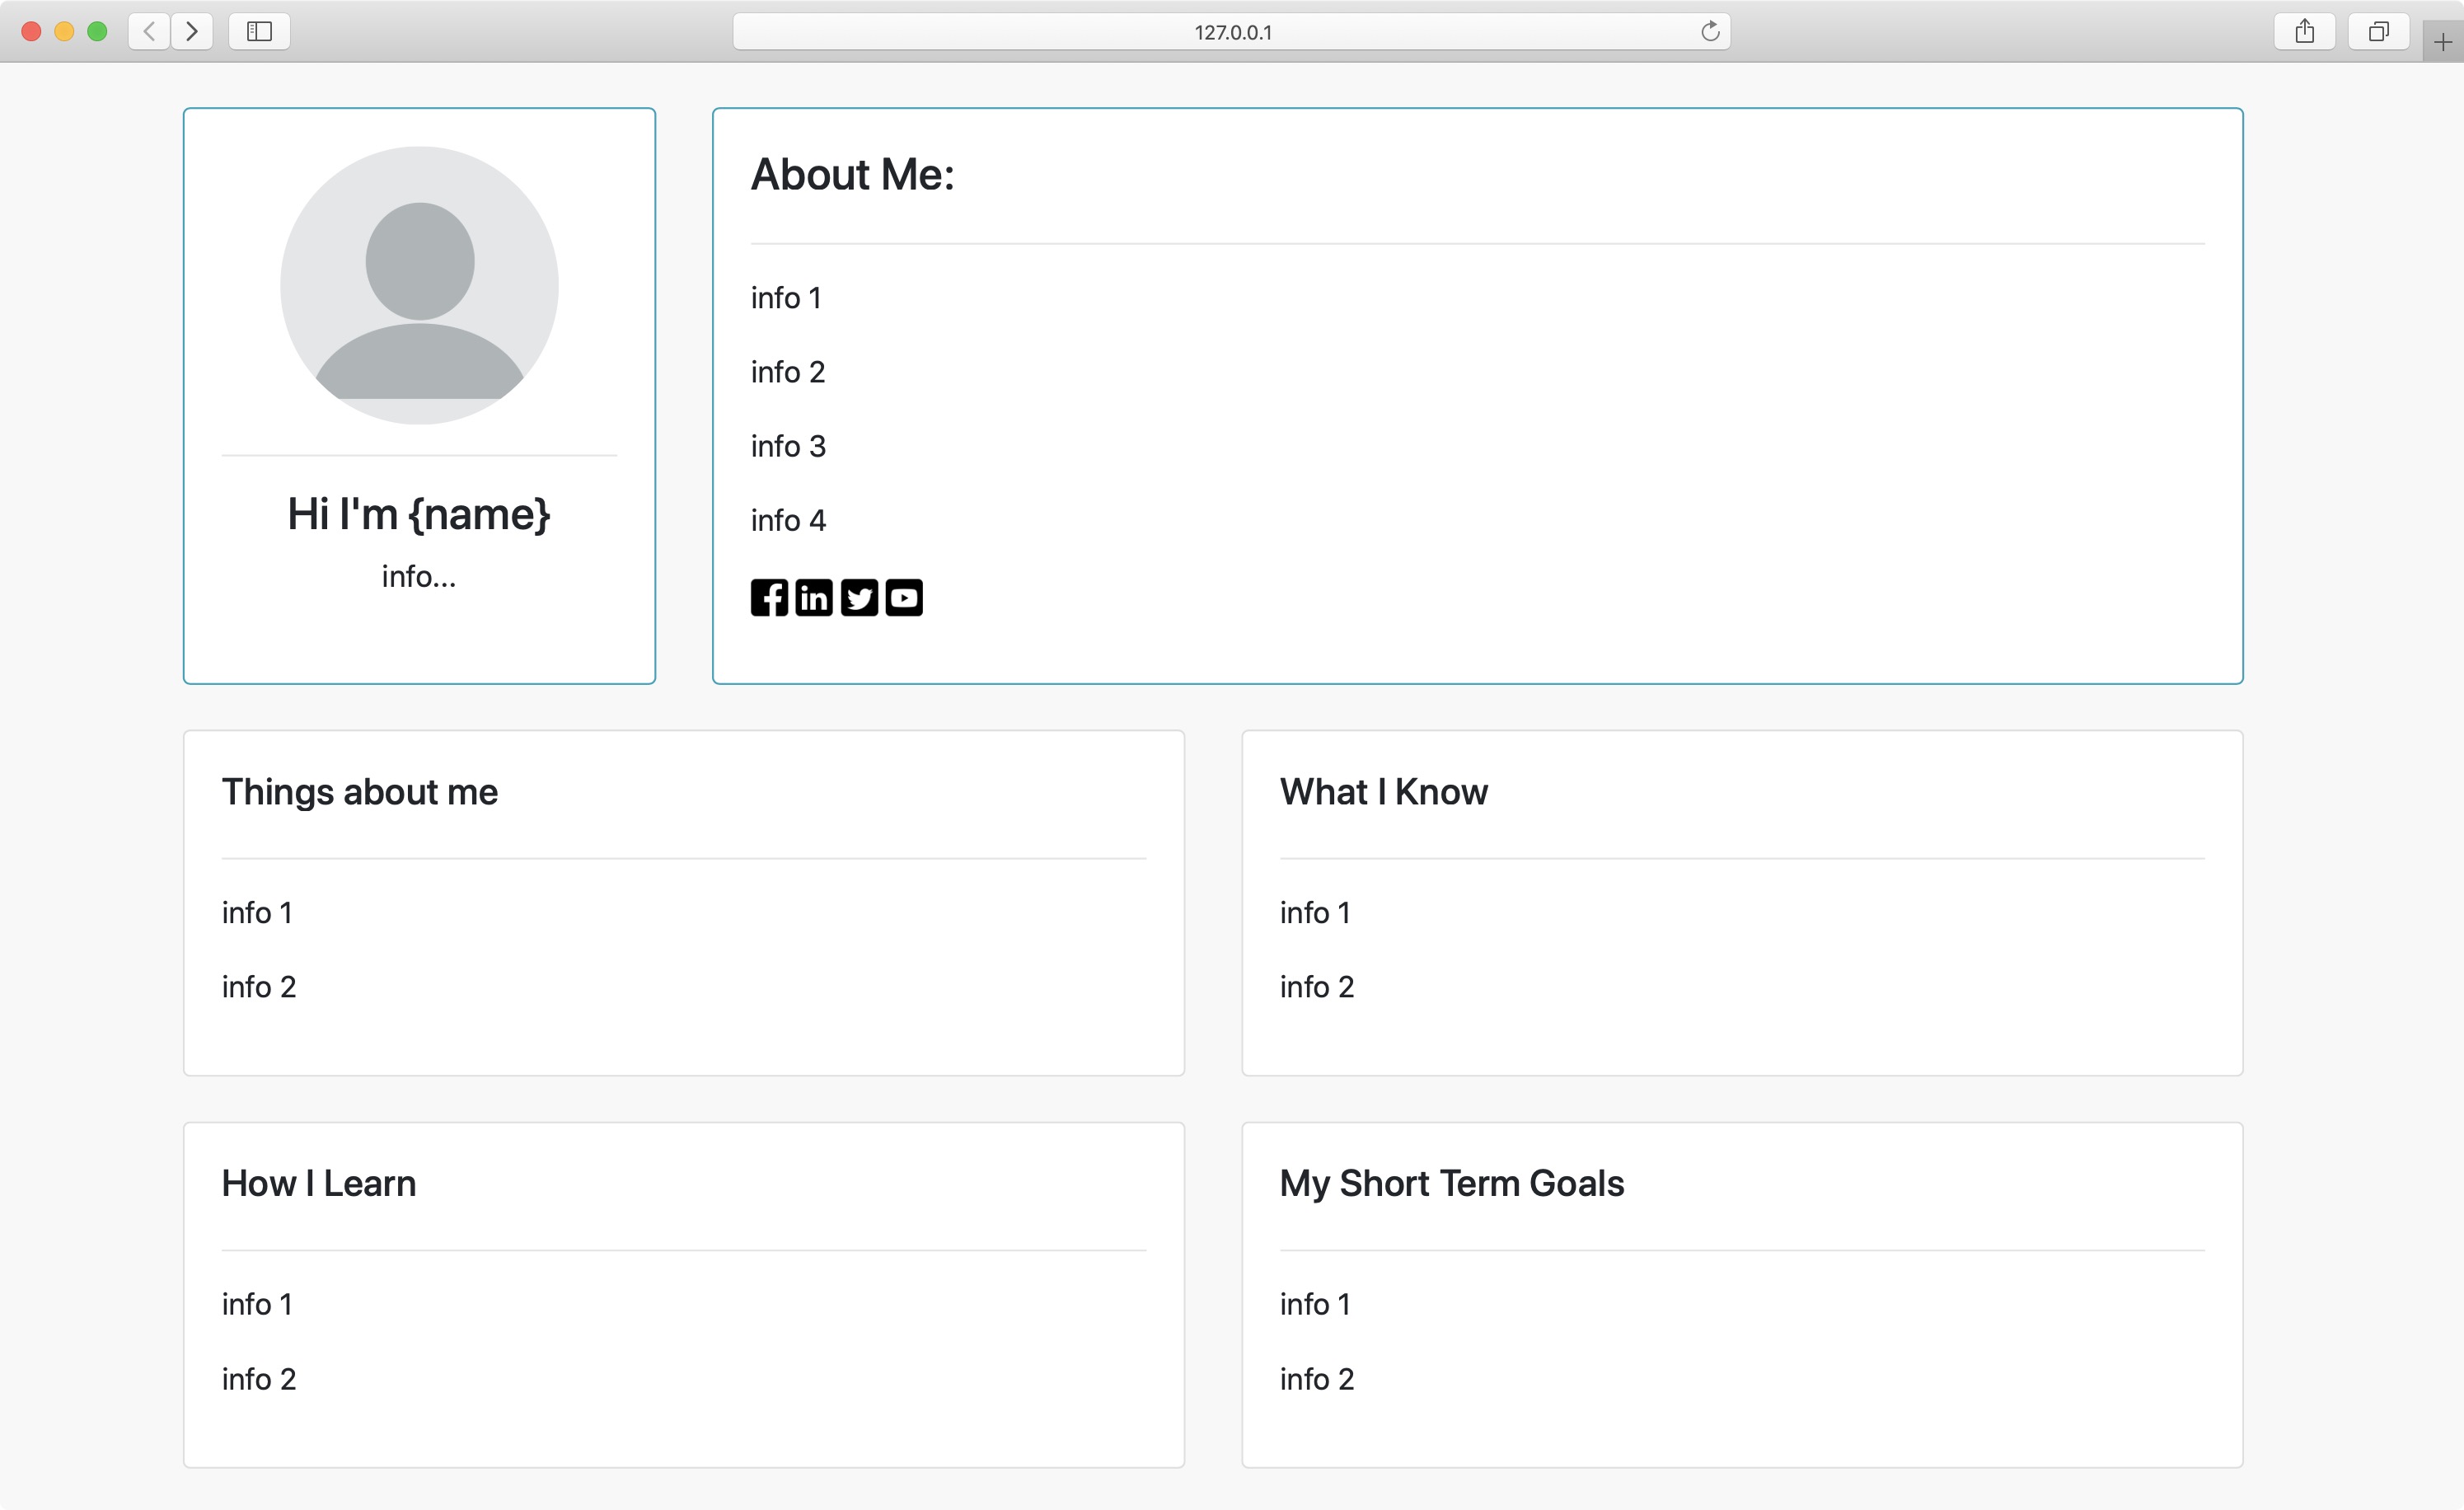 127.0.0.1
Hi I'm {name}
info...
About Me:
info 1
info 2
info 3
info 4
Things about me
info 1
info 2
What I Know
info 1
info 2
How I Learn
info 1
info 2
My Short Term Goals
info 1
info 2